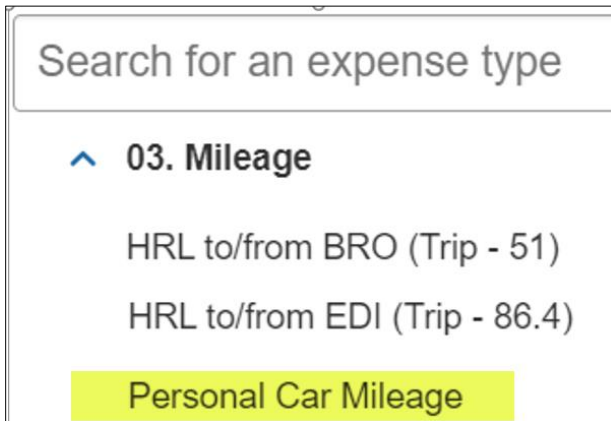 Search for an expense type
03. Mileage
HRL to/from BRO (Trip - 51)
HRL to/from EDI (Trip - 86.4)
Personal Car Mileage